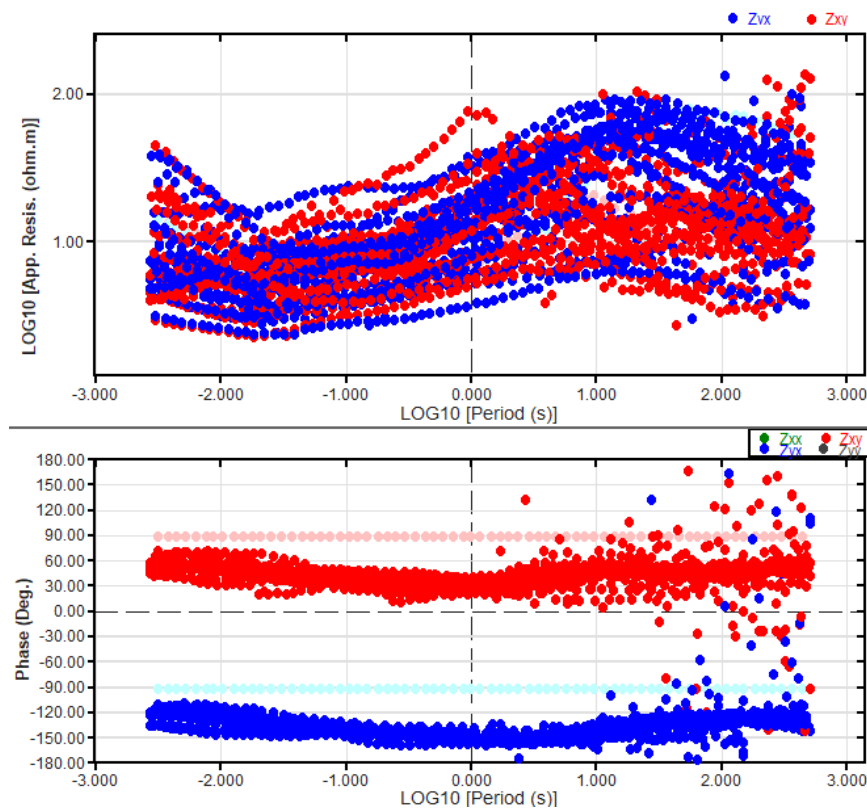 Zyx Zxy
2.00
1.00
LOG10 [App. Resis. (ohm.m)]
-3.000 -2.000 -1.000 0.000 1.000 2.000 3.000
LOG10 [Period (s)]
Zxx Zxy
Zyx Zyy
180.00
150.00
120.00
90.00
60.00
30.00
0.00
-30.00
-60.00
-90.00
-120.00
-150.00
-180.00
Phase (Deg.)
-3.000 -2.000 -1.000 0.000 1.000 2.000 3.000
LOG10 [Period (s)]